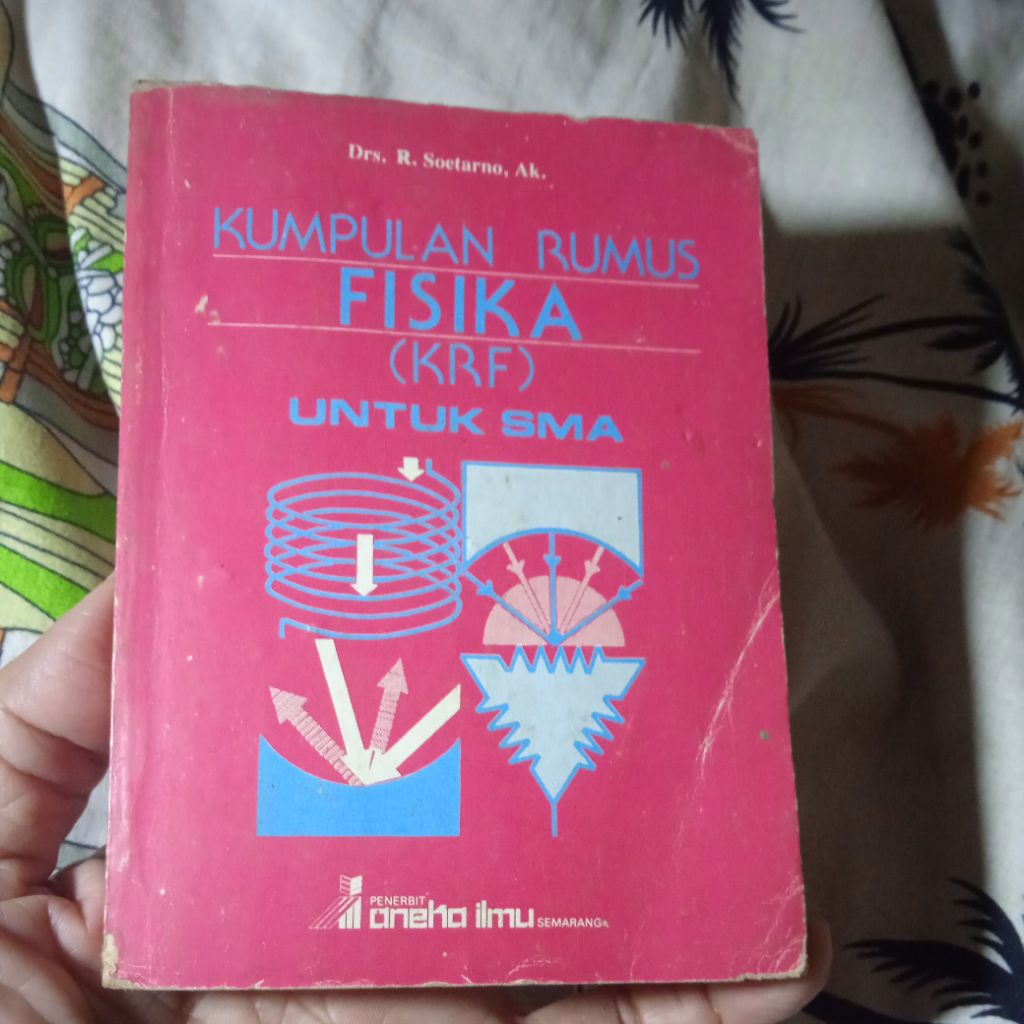 Drs. R. Soetarno, Ak.
KUMPULAN RUMUS
FISIKA
(KRF)
UNTUK SMA
PENERBIT
aneka ilmu SEMARANG